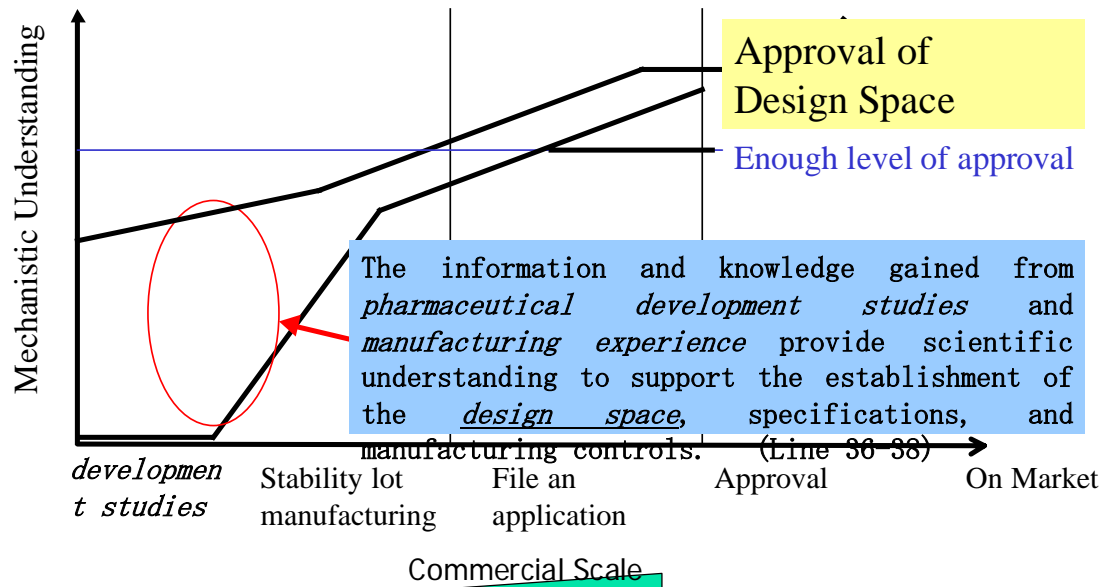 Mechanistic Understanding
Approval of
Design Space
Enough level of approval
The information and knowledge gained from
pharmaceutical development studies and
manufacturing experience provide scientific
understanding to support the establishment of
the design space, specifications, and
manufacturing controls. (Line 36-38)
developmen
t studies
Stability lot
manufacturing
File an
application
Approval
On Market
Commercial Scale